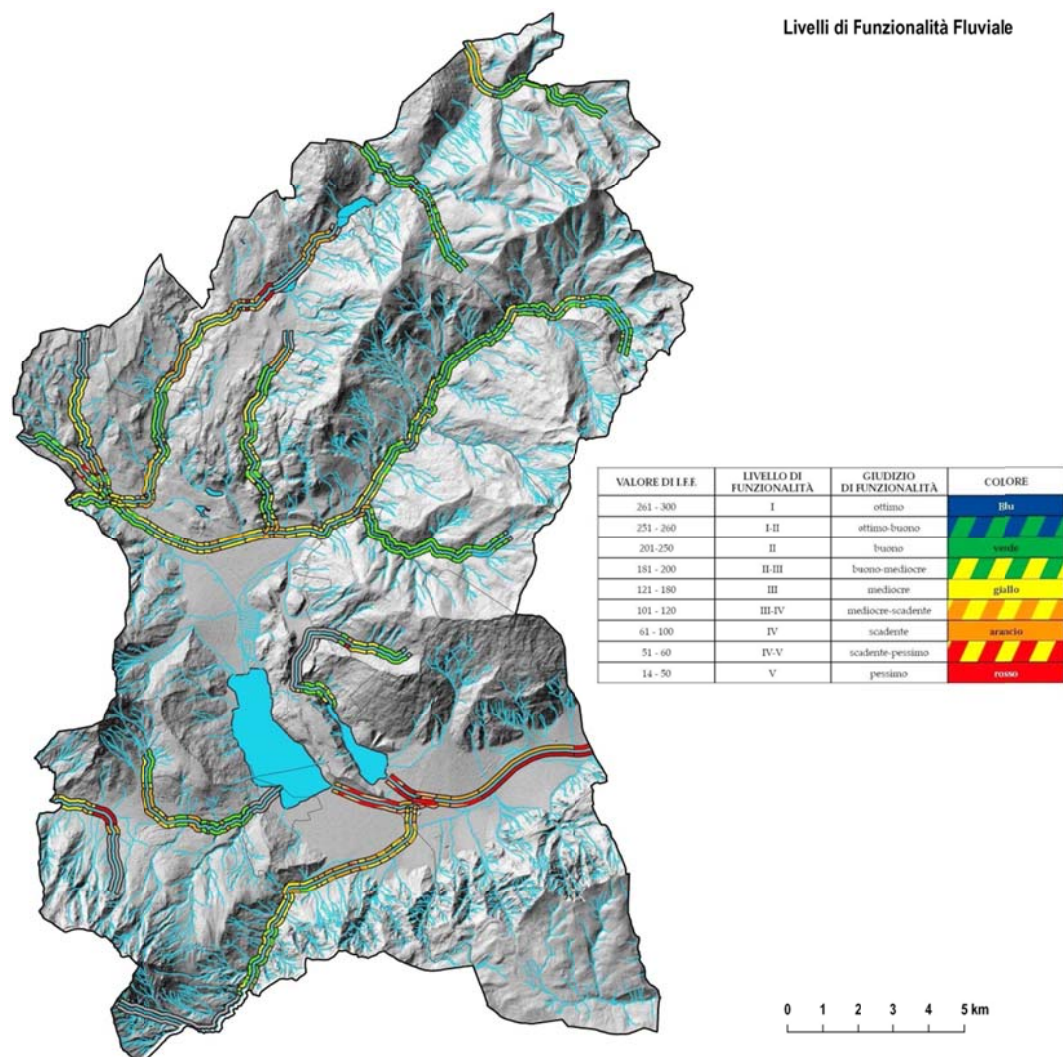 Livelli di Funzionalità Fluviale
VALORE DI I.F.F. LIVELLO DI FUNZIONALITÀ GIUDIZIO DI FUNZIONALITÀ COLORE
261 - 300 I ottimo Blu
251 - 260 I-II ottimo-buono
201-250 II buono verde
181 - 200 II-III buono-mediocre
121 - 180 III mediocre giallo
101 - 120 III-IV mediocre-scadente
61 - 100 IV scadente arancio
51 - 60 IV-V scadente-pessimo
14 - 50 V pessimo rosso
0 1 2 3 4 5 km